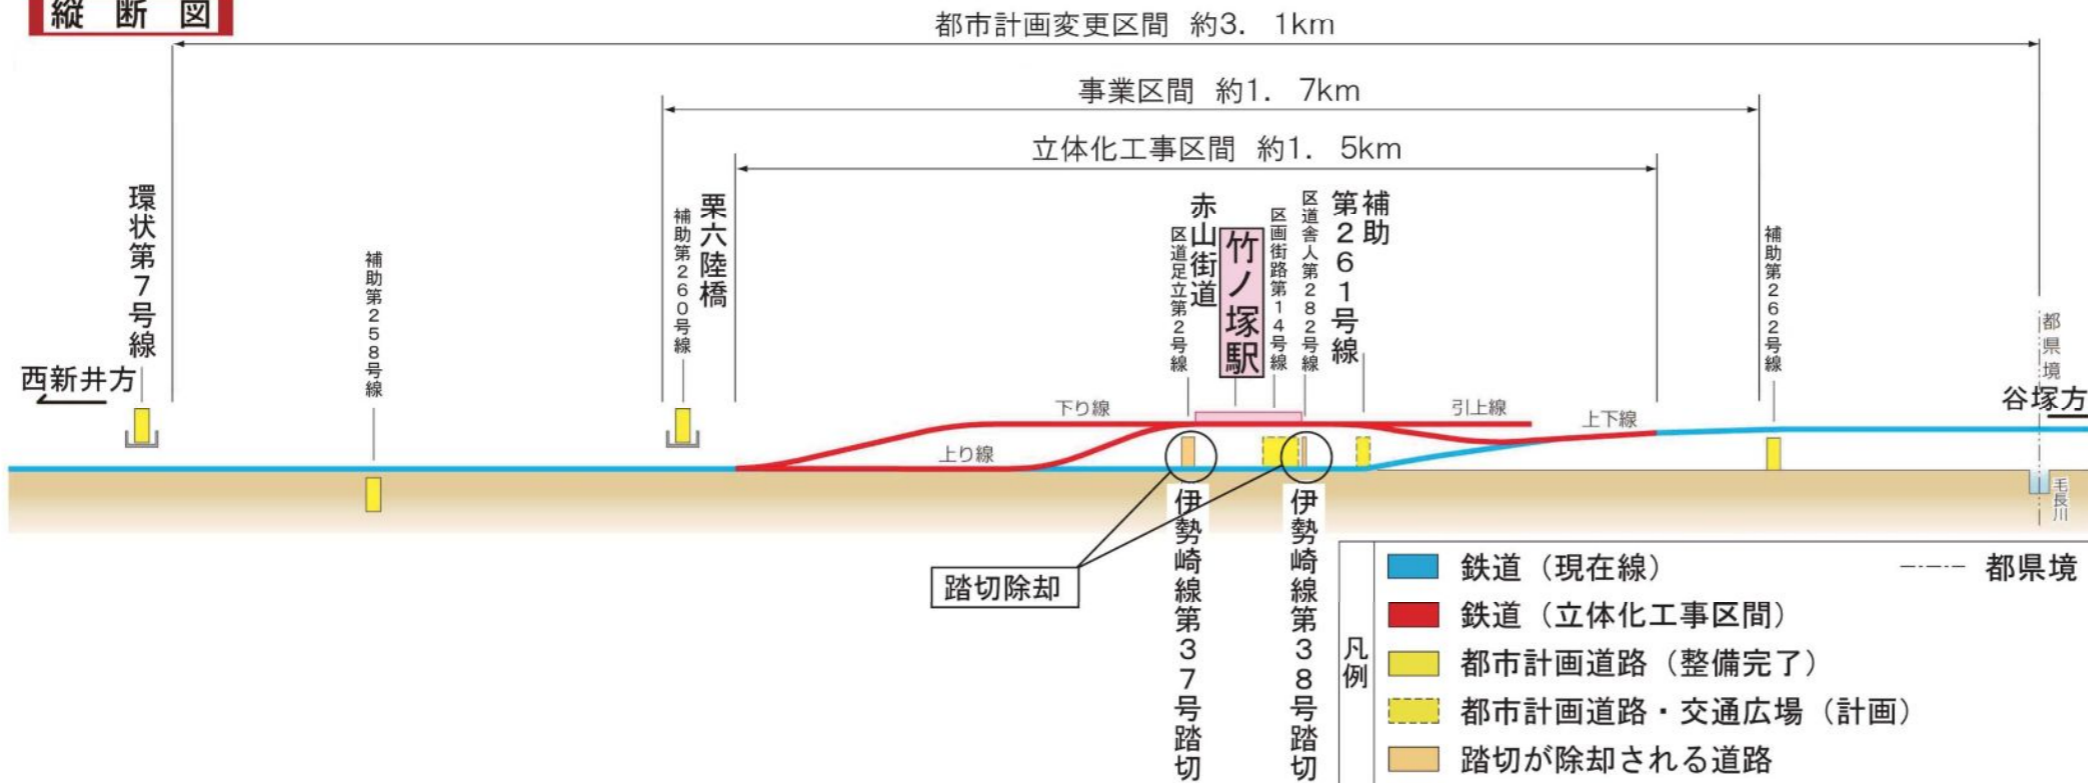 縦断図
都市計画変更区間 約3．1km
事業区間 約1．7km
立体化工事区間 約1．5km
環状第7号線
補助第258号線
補助第260号線
栗六陸橋
赤山街道
区道足立第2号線
竹ノ塚駅
区画街路第14号線
区道舎人第282号線
補助
第261号線
補助第262号線
都県境
西新井方
谷塚方
下り線
上り線
引上線
上下線
毛長川
踏切除却
伊勢崎線第37号踏切
伊勢崎線第38号踏切
凡例
鉄道（現在線）
都県境
鉄道（立体化工事区間）
都市計画道路（整備完了）
都市計画道路・交通広場（計画）
踏切が除却される道路